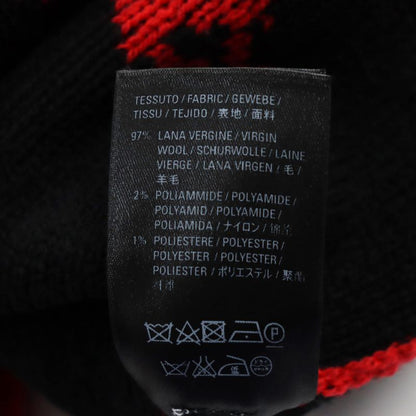 TESSUTO / FABRIC / GEWEBE /
TISSU / TEJIDO / 表地 / 面料
97% LANA VERGINE / VIRGIN
WOOL / SCHURWOLLE / LAINE
VIERGE / LANA VIRGEN / 毛 /
羊毛
2% POLIAMMIDE / POLYAMIDE /
POLYAMID / POLYAMIDE /
POLIAMIDA / ナイロン / 锦纶
1% POLIESTERE / POLYESTER /
POLYESTER / POLYESTER /
POLIESTER / ポリエステル / 聚酯
P
低